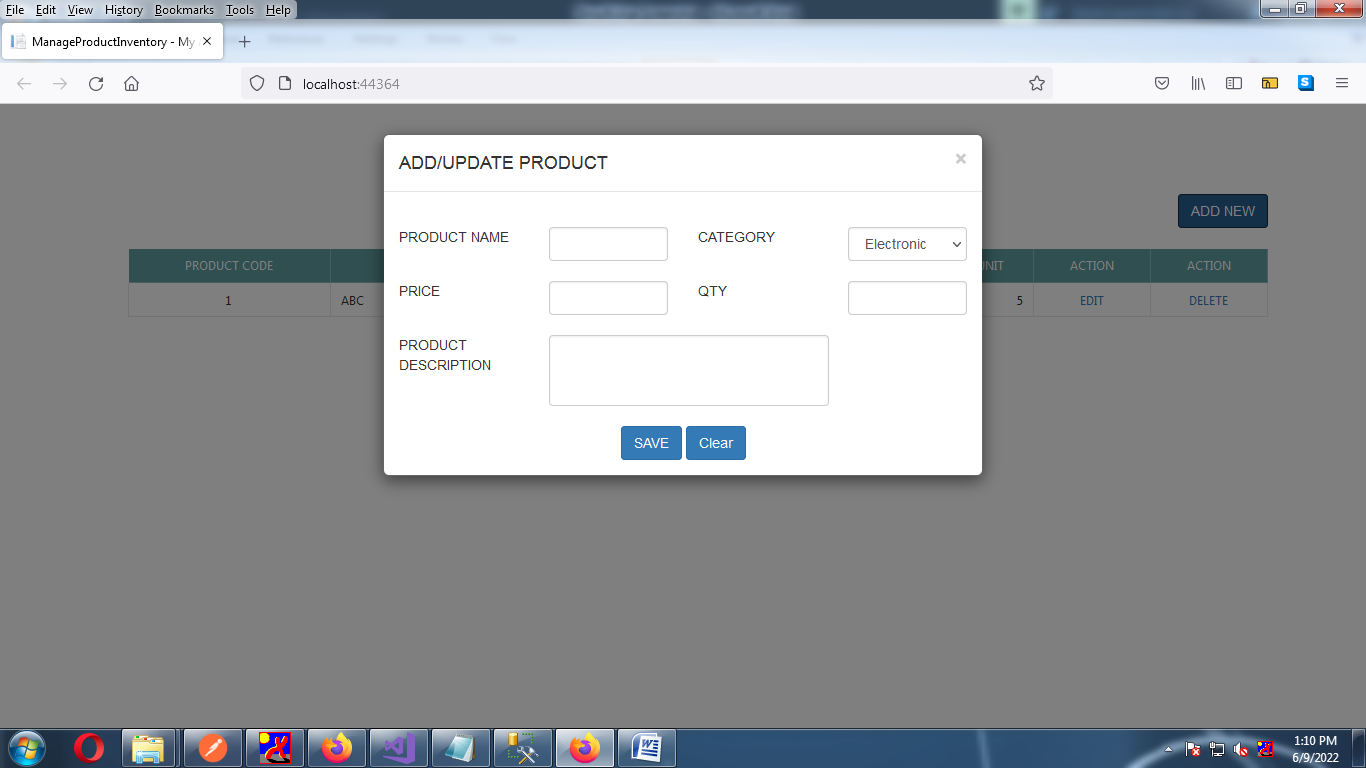 File Edit View History Bookmarks Tools Help
ManageProductInventory - My
localhost:44364
ADD/UPDATE PRODUCT
ADD NEW
PRODUCT NAME CATEGORY Electronic
PRODUCT CODE UNIT ACTION ACTION
PRICE QTY
1 ABC 5 EDIT DELETE
PRODUCT
DESCRIPTION
SAVE Clear
1:10 PM
6/9/2022